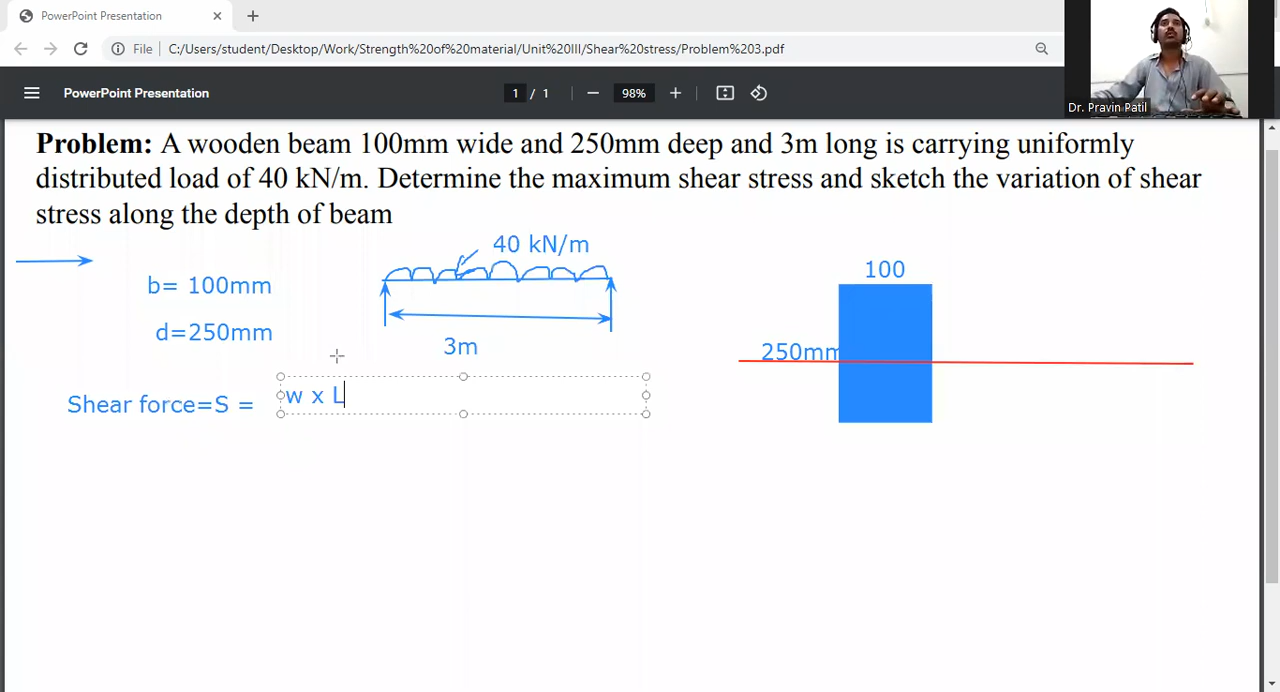 PowerPoint Presentation
File
C:/Users/student/Desktop/Work/Strength%20of%20material/Unit%20III/Shear%20stress/Problem%203.pdf
Dr. Pravin Patil
PowerPoint Presentation
1 / 1
98%
Problem: A wooden beam 100mm wide and 250mm deep and 3m long is carrying uniformly
distributed load of 40 kN/m. Determine the maximum shear stress and sketch the variation of shear
stress along the depth of beam
40 kN/m
100
b= 100mm
d=250mm
3m
250mm
Shear force=S = w x L